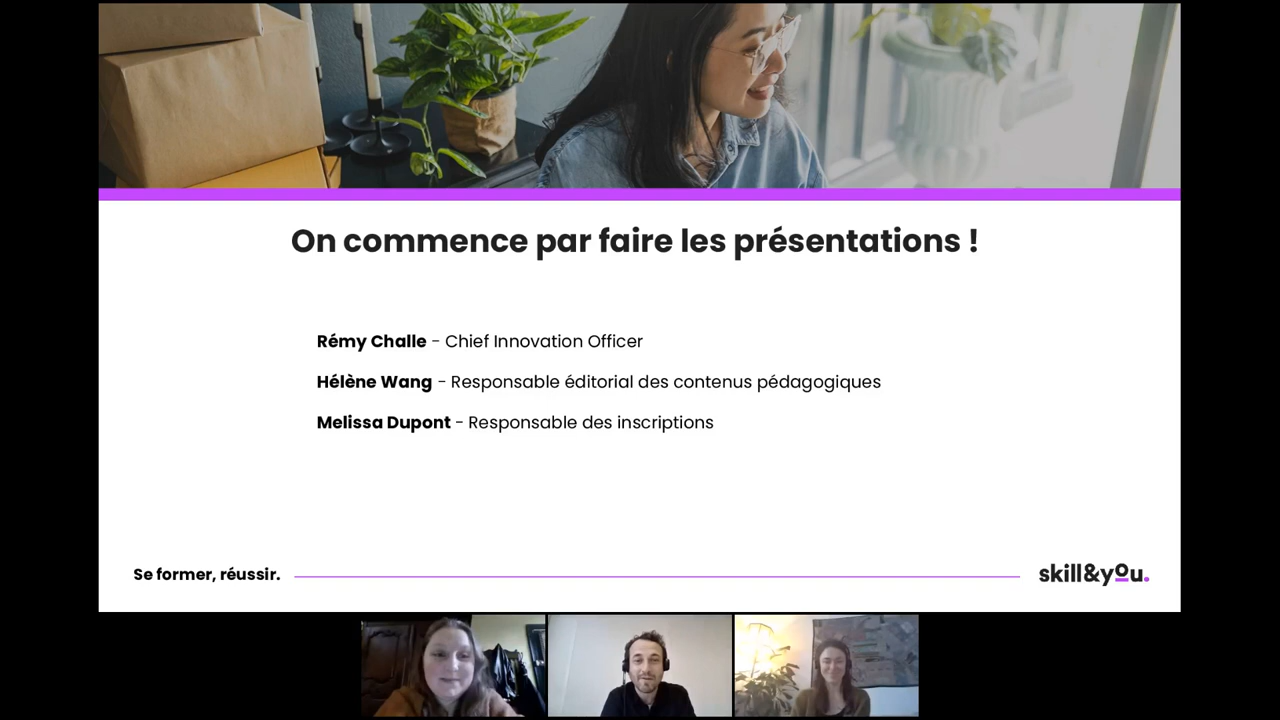 On commence par faire les présentations !
Rémy Challe - Chief Innovation Officer
Hélène Wang - Responsable éditorial des contenus pédagogiques
Melissa Dupont - Responsable des inscriptions
Se former, réussir.
skill&you.